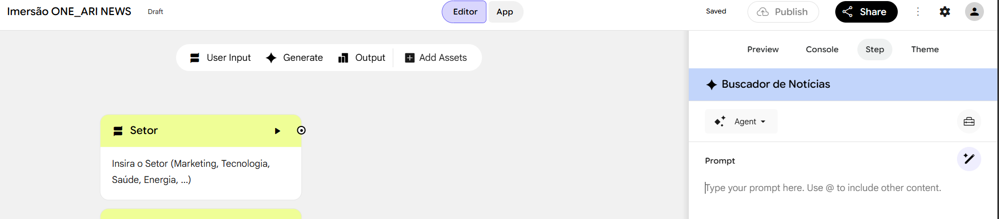 Imersão ONE_ARI NEWS
Draft
Editor
App
Saved
Publish
Share
User Input
Generate
Output
Add Assets
Preview
Console
Step
Theme
Buscador de Notícias
Agent
Prompt
Type your prompt here. Use @ to include other content.
Setor
Insira o Setor (Marketing, Tecnologia,
Saúde, Energia, ...)